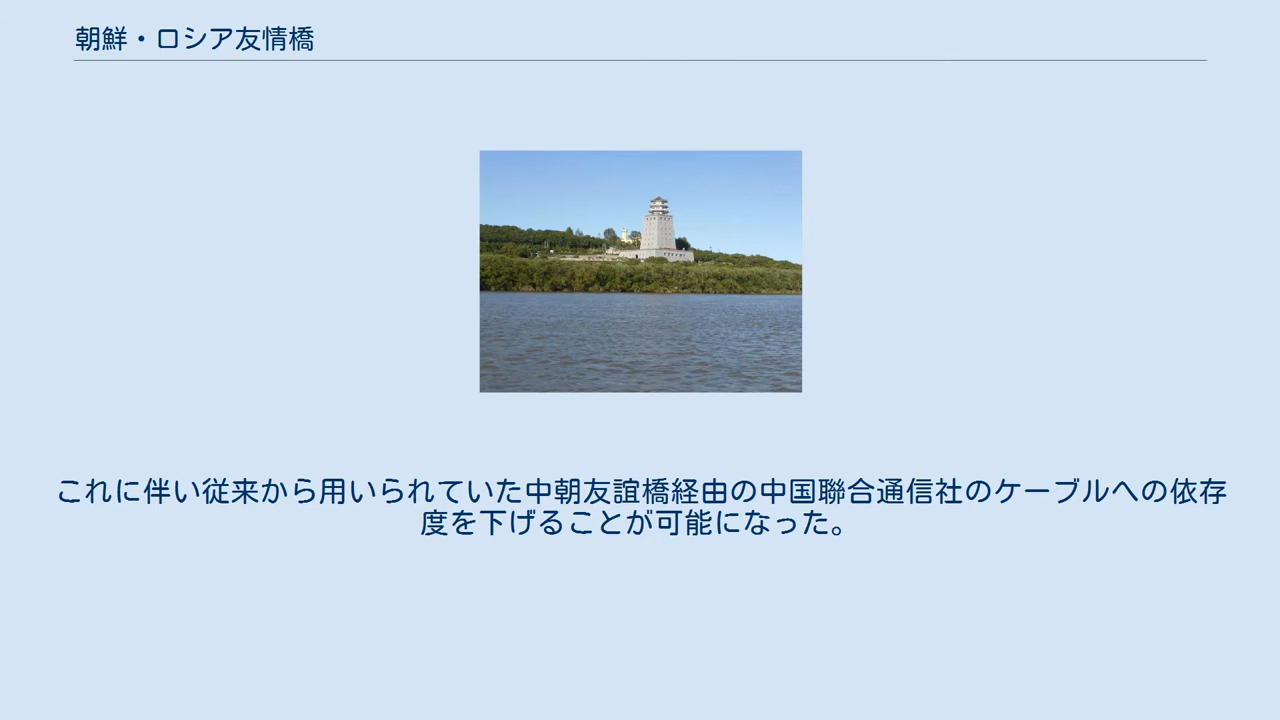 朝鮮・ロシア友情橋
これに伴い従来から用いられていた中朝友誼橋経由の中国聯合通信社のケーブルへの依存
度を下げることが可能になった。